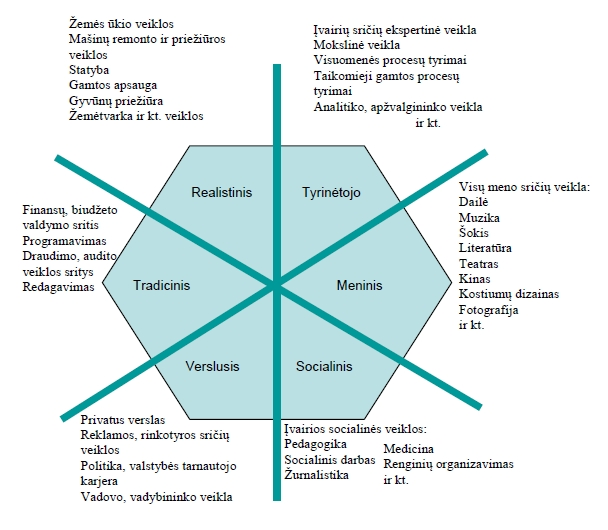 Žemės ūkio veiklos
Mašinų remonto ir priežiūros
veiklos
Statyba
Gamtos apsauga
Gyvūnų priežiūra
Žemėtvarka ir kt. veiklos
Įvairių sričių ekspertinė veikla
Mokslinė veikla
Visuomenės procesų tyrimai
Taikomieji gamtos procesų
tyrimai
Analitiko, apžvalgininko veikla
ir kt.
Realistinis
Tyrinėtojo
Visų meno sričių veikla:
Dailė
Muzika
Šokis
Literatūra
Teatras
Kinas
Kostiumų dizainas
Fotografija
ir kt.
Finansų, biudžeto
valdymo sritis
Programavimas
Draudimo, audito
veiklos sritys
Redagavimas
Tradicinis
Meninis
Verslusis
Socialinis
Privatus verslas
Reklamos, rinkotyros sričių
veiklos
Politika, valstybės tarnautojo
karjera
Vadovo, vadybininko veikla
Įvairios socialinės veiklos:
Pedagogika
Socialinis darbas
Žurnalistika
Medicina
Renginių organizavimas
ir kt.